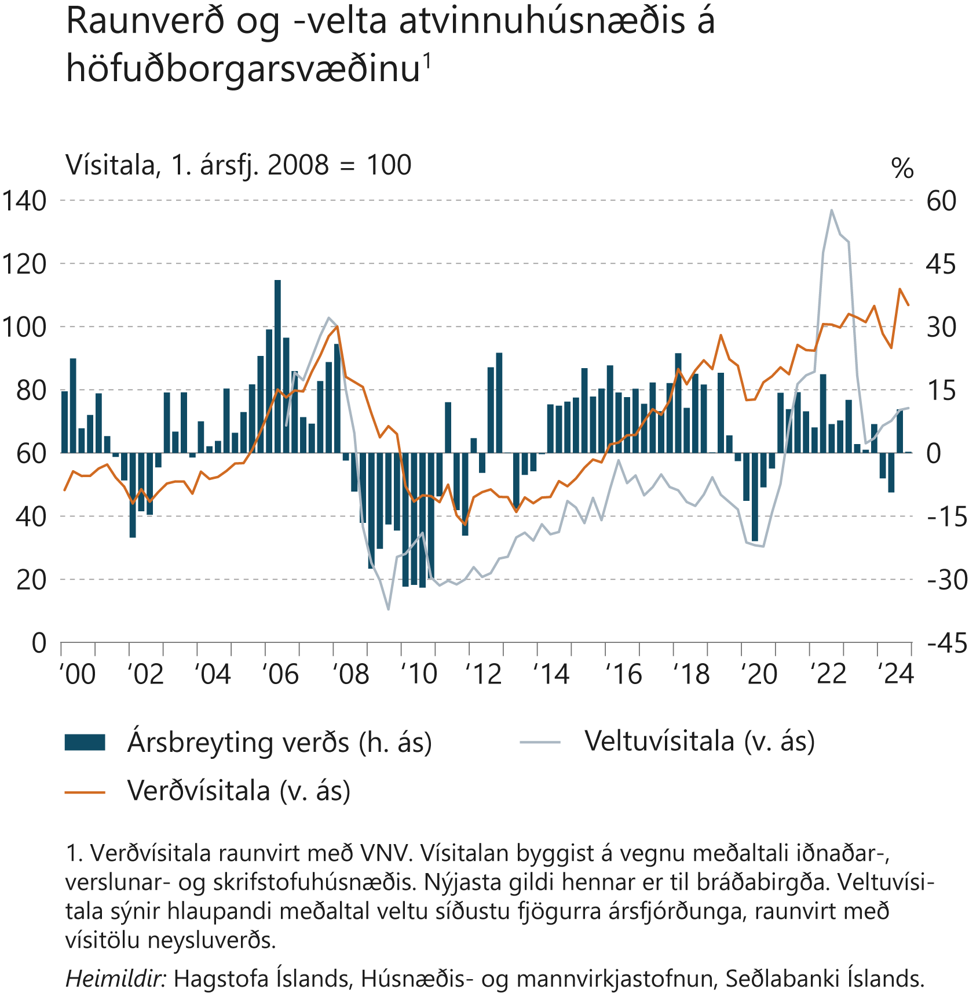 Raunverð og -velta atvinnuhúsnæðis á
höfuðborgarsvæðinu¹
Vísitala, 1. ársfj. 2008 = 100
%
140
60
120
45
100
30
80
15
60
0
40
-15
20
-30
0
-45
‘00 ‘02 ‘04 ‘06 ‘08 ‘10 ‘12 ‘14 ‘16 ‘18 ‘20 ‘22 ‘24
Ársbreyting verðs (h. ás)
Veltuvísitala (v. ás)
Verðvísitala (v. ás)
1. Verðvísitala raunvirt með VNV. Vísitalan byggist á vegnu meðaltali iðnaðar-,
verslunar- og skrifstofuhúsnæðis. Nýjasta gildi hennar er til bráðabirgða. Veltuvísi-
tala sýnir hlaupandi meðaltal veltu síðustu fjögurra ársfjórðunga, raunvirt með
vísitölu neysluverðs.
Heimildir: Hagstofa Íslands, Húsnæðis- og mannvirkjastofnun, Seðlabanki Íslands.